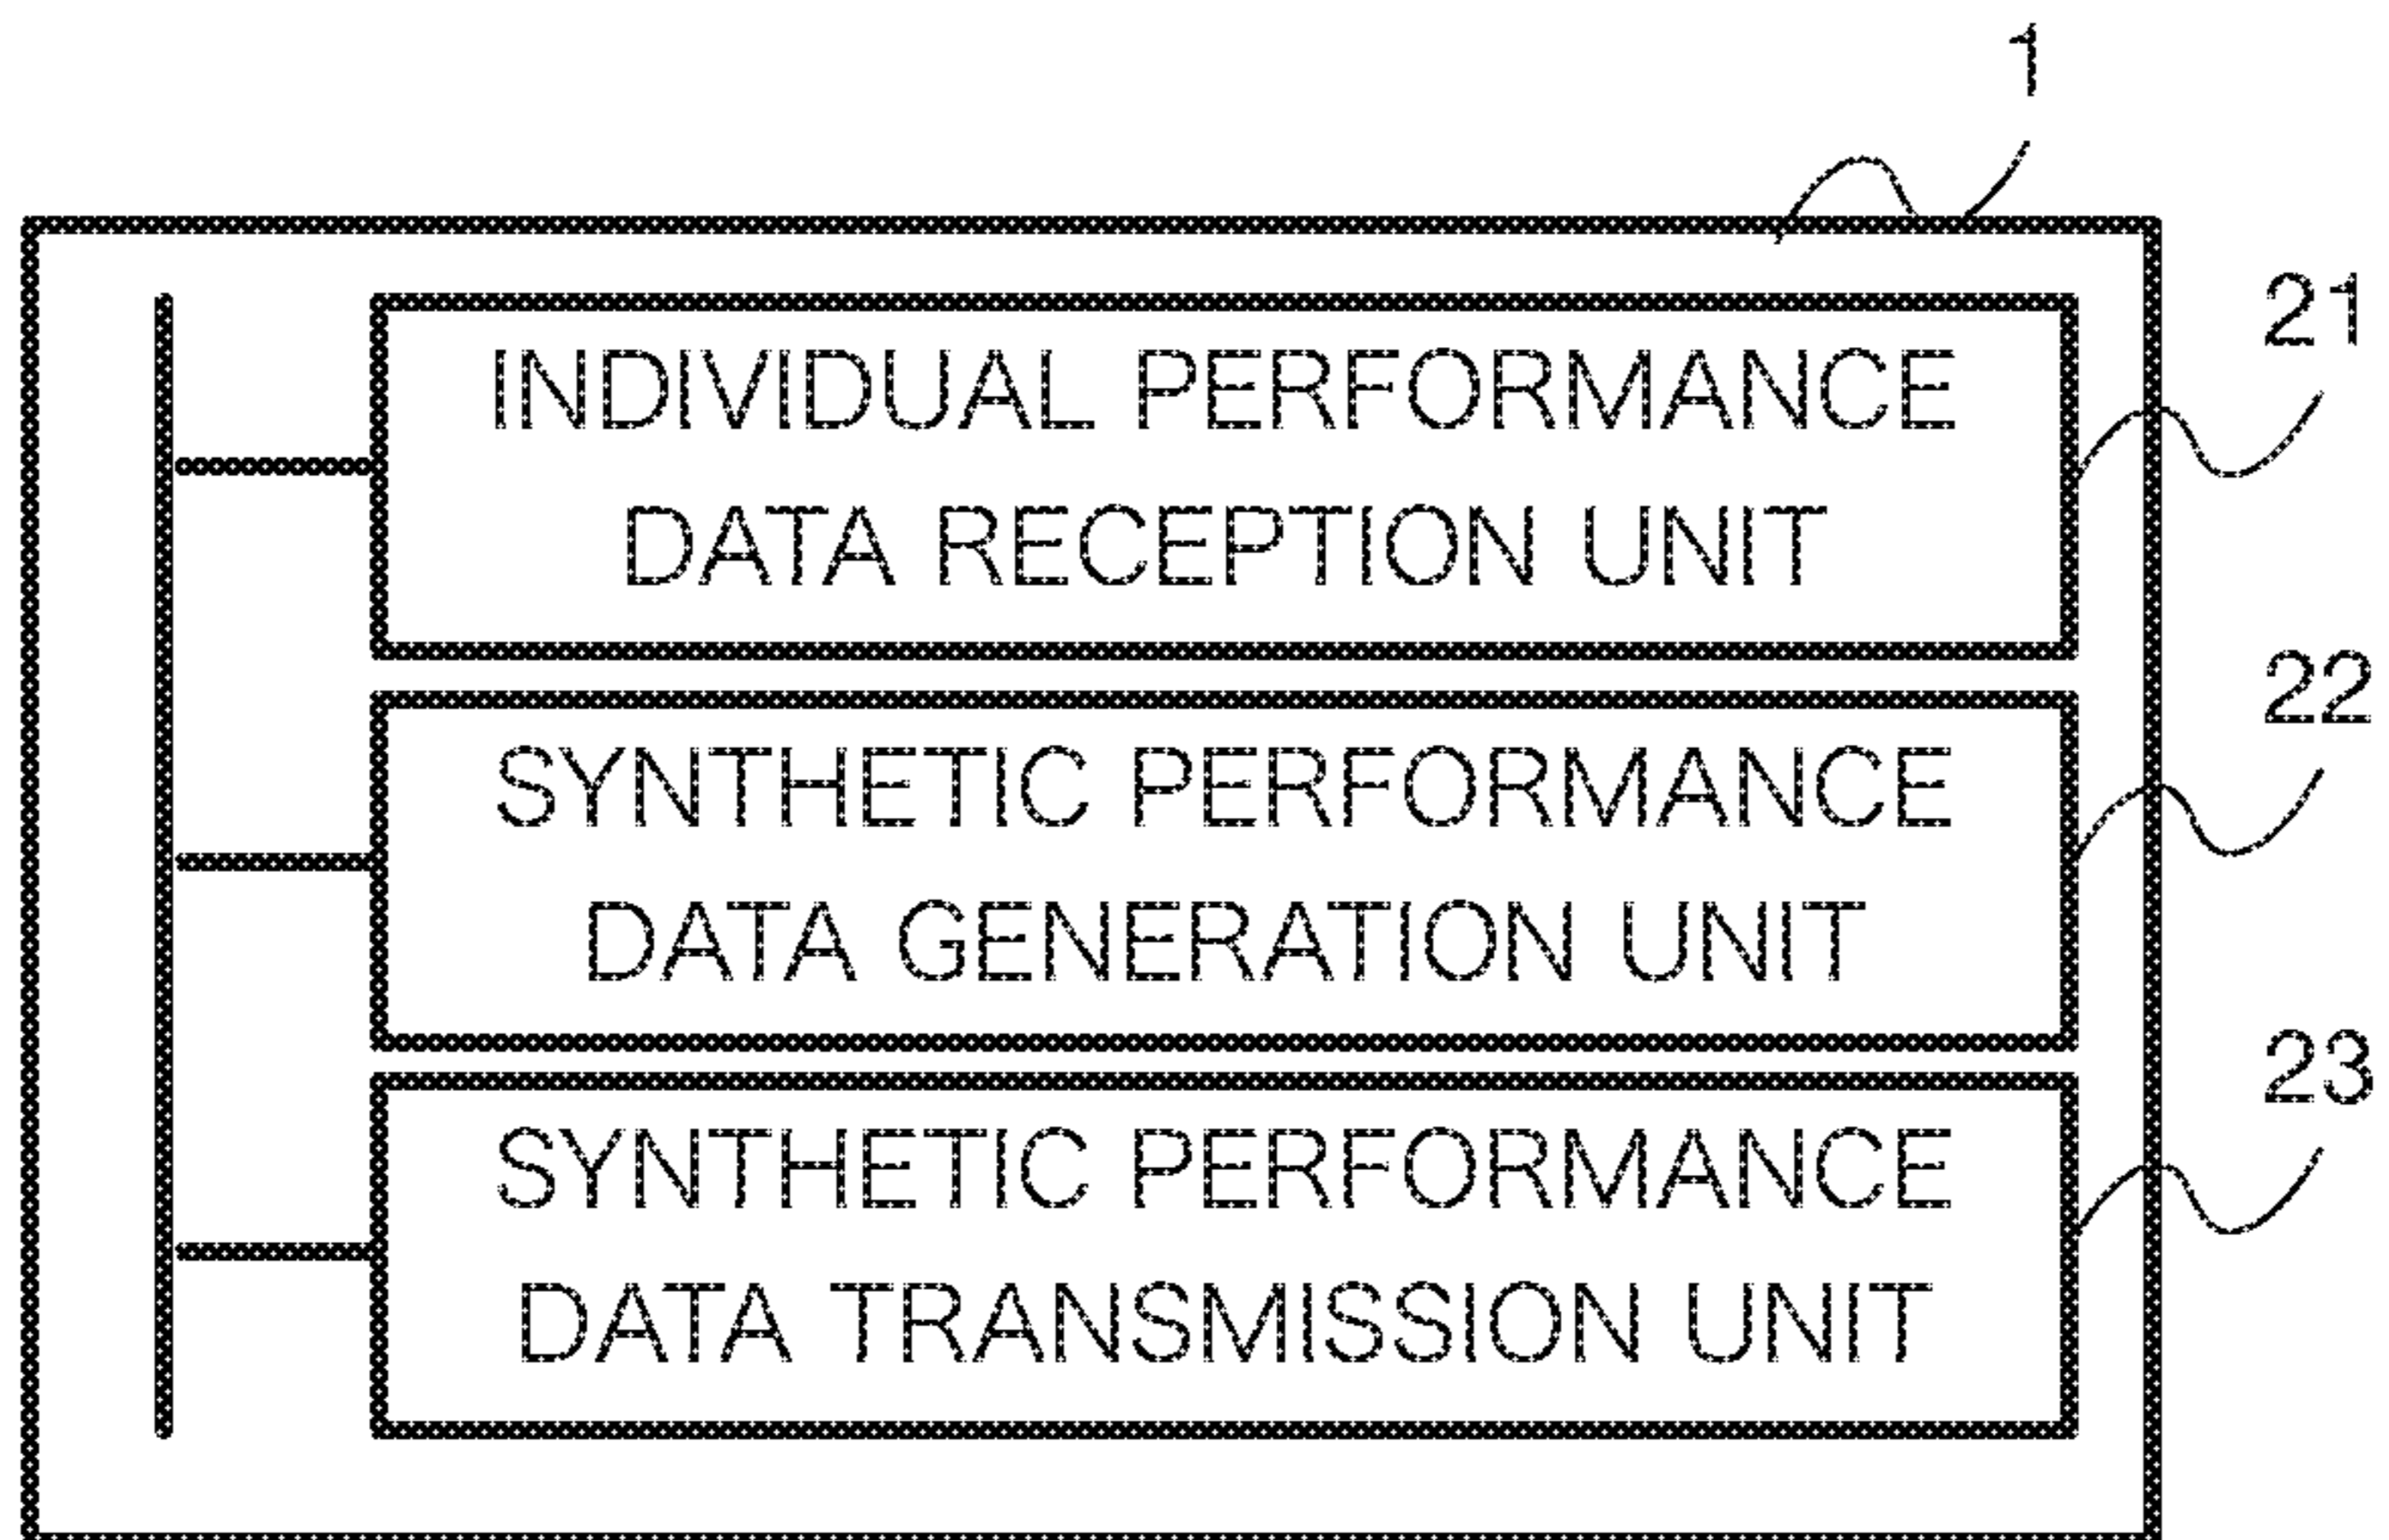 1
INDIVIDUAL PERFORMANCE
DATA RECEPTION UNIT
21
SYNTHETIC PERFORMANCE
DATA GENERATION UNIT
22
SYNTHETIC PERFORMANCE
DATA TRANSMISSION UNIT
23